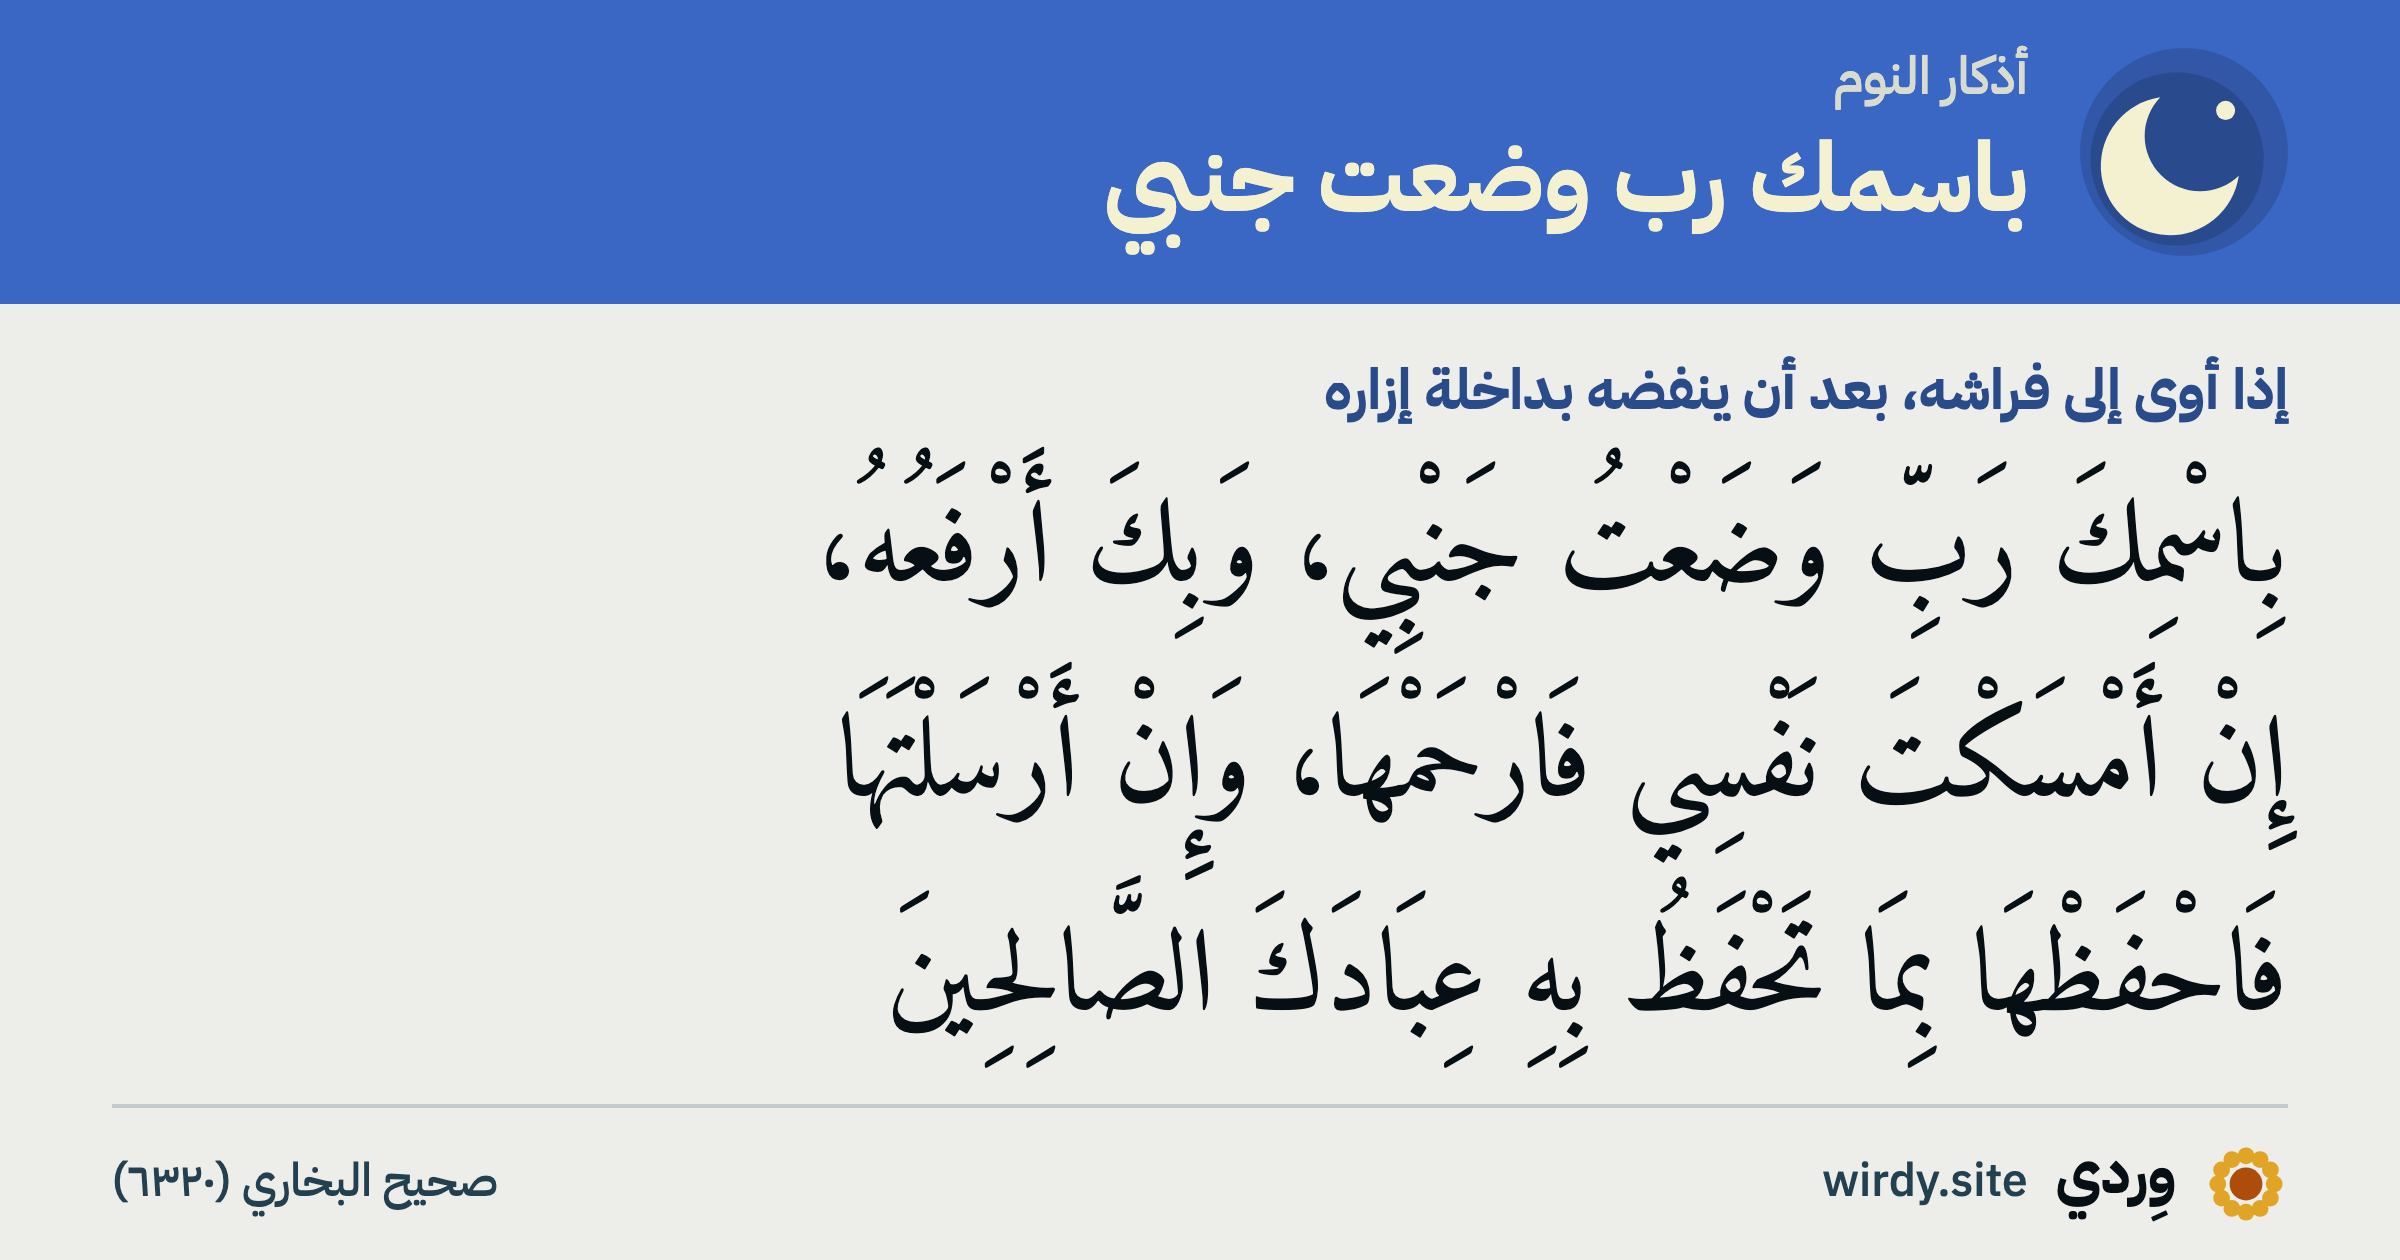 أذكار النوم
باسمك رب وضعت جنبي
إذا أوى إلى فراشه، بعد أن ينفضه بداخلة إزاره
بِاسْمِكَ رَبِّ وَضَعْتُ جَنْبِي، وَبِكَ أَرْفَعُهُ،
إِنْ أَمْسَكْتَ نَفْسِي فَارْحَمْهَا، وَإِنْ أَرْسَلْتَهَا
فَاحْفَظْهَا بِمَا تَحْفَظُ بِهِ عِبَادَكَ الصَّالِحِينَ
وِردي wirdy.site
صحيح البخاري (٦٣٢٠)